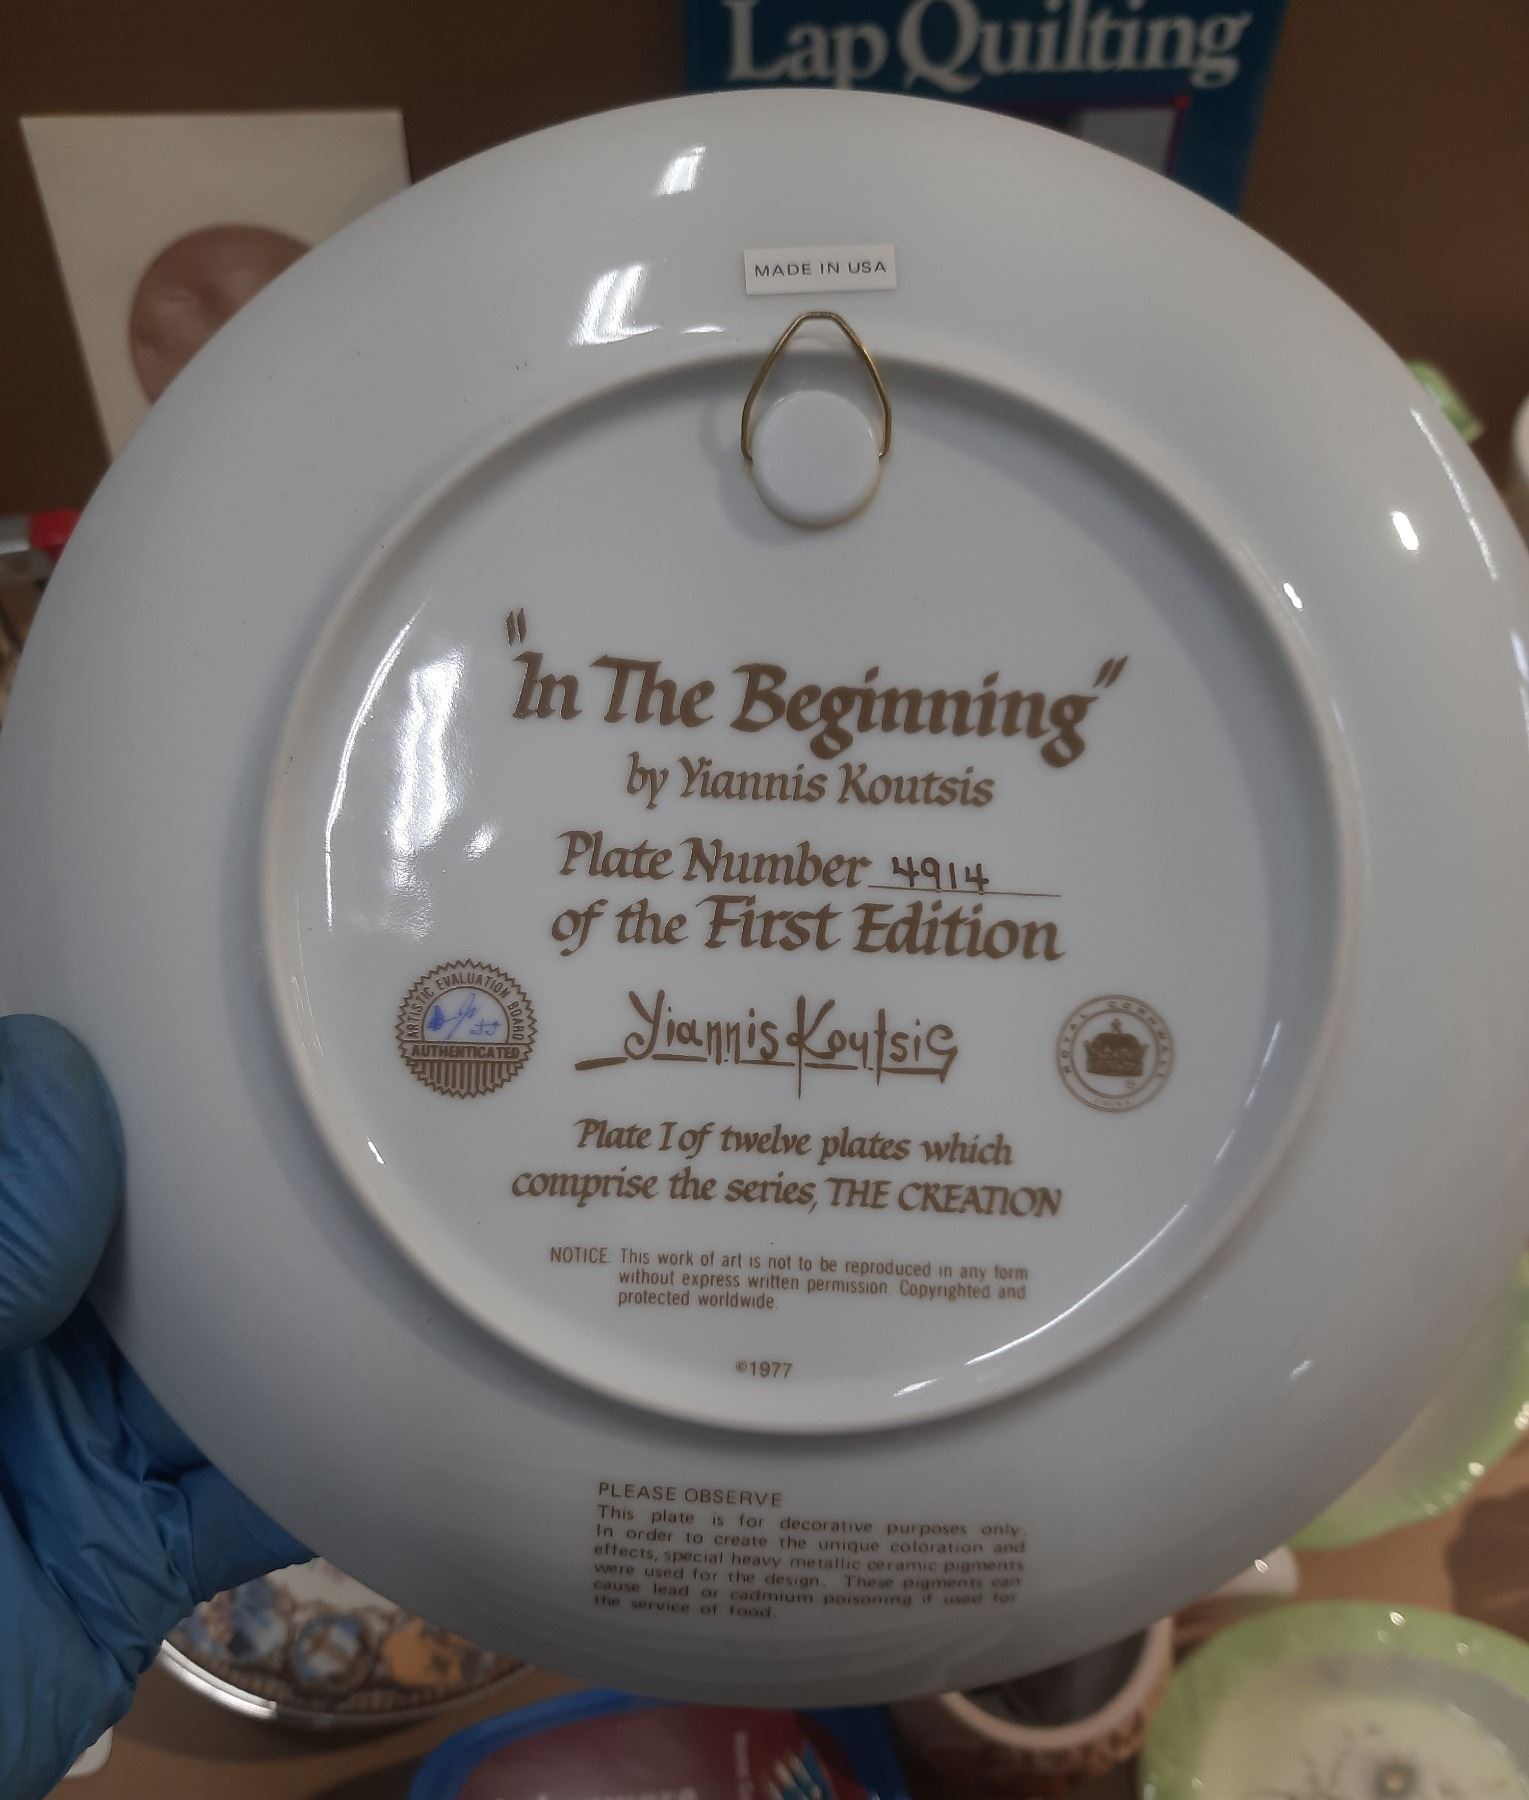 Lap Quilting
MADE IN USA
"In The Beginning"
by Yiannis Koutsis
Plate Number 4914
of the First Edition
ARTISTIC EVALUATION BOARD
AUTHENTICATED
Yiannis Koutsis
ROYAL CORNWALL
CHINA
Plate I of twelve plates which
comprise the series, THE CREATION
NOTICE: This work of art is not to be reproduced in any form
without express written permission. Copyrighted and
protected worldwide.
©1977
PLEASE OBSERVE
This plate is for decorative purposes only.
In order to create the unique coloration and
effects, special heavy metallic ceramic pigments
were used for the design. These pigments can
cause lead or cadmium poisoning if used for
the service of food.